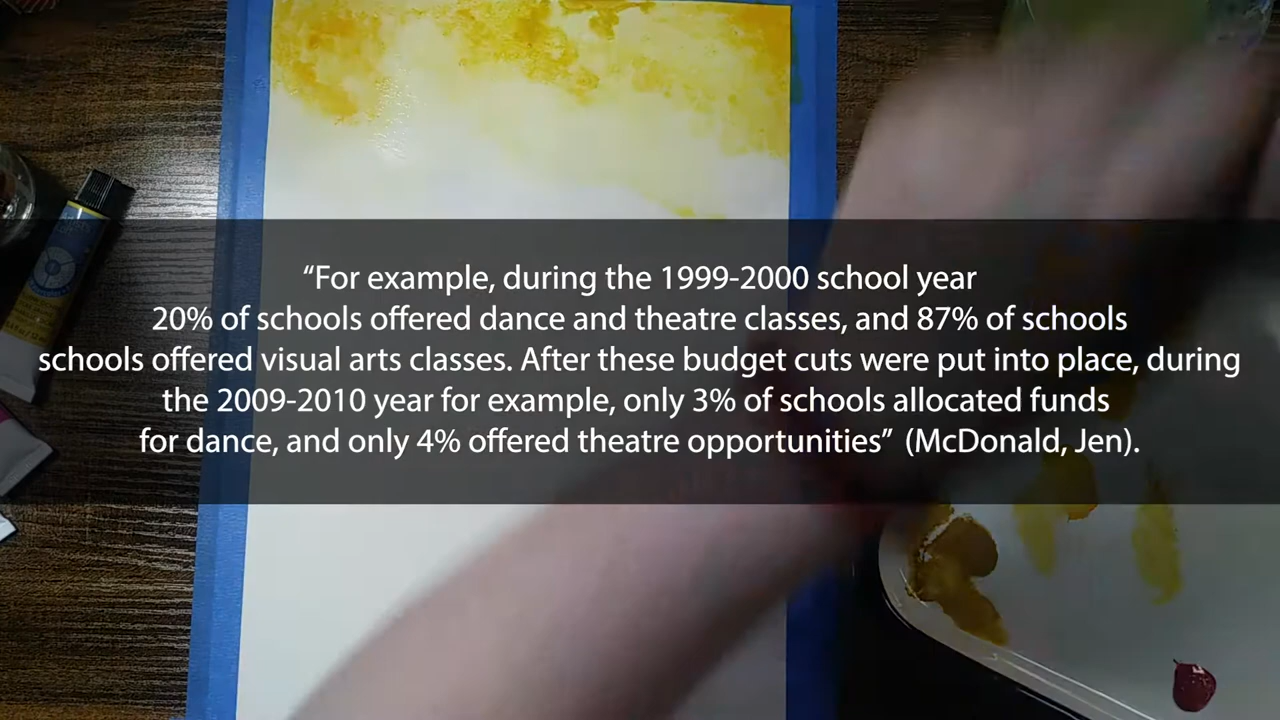 “For example, during the 1999-2000 school year
20% of schools offered dance and theatre classes, and 87% of schools
schools offered visual arts classes. After these budget cuts were put into place, during
the 2009-2010 year for example, only 3% of schools allocated funds
for dance, and only 4% offered theatre opportunities” (McDonald, Jen).